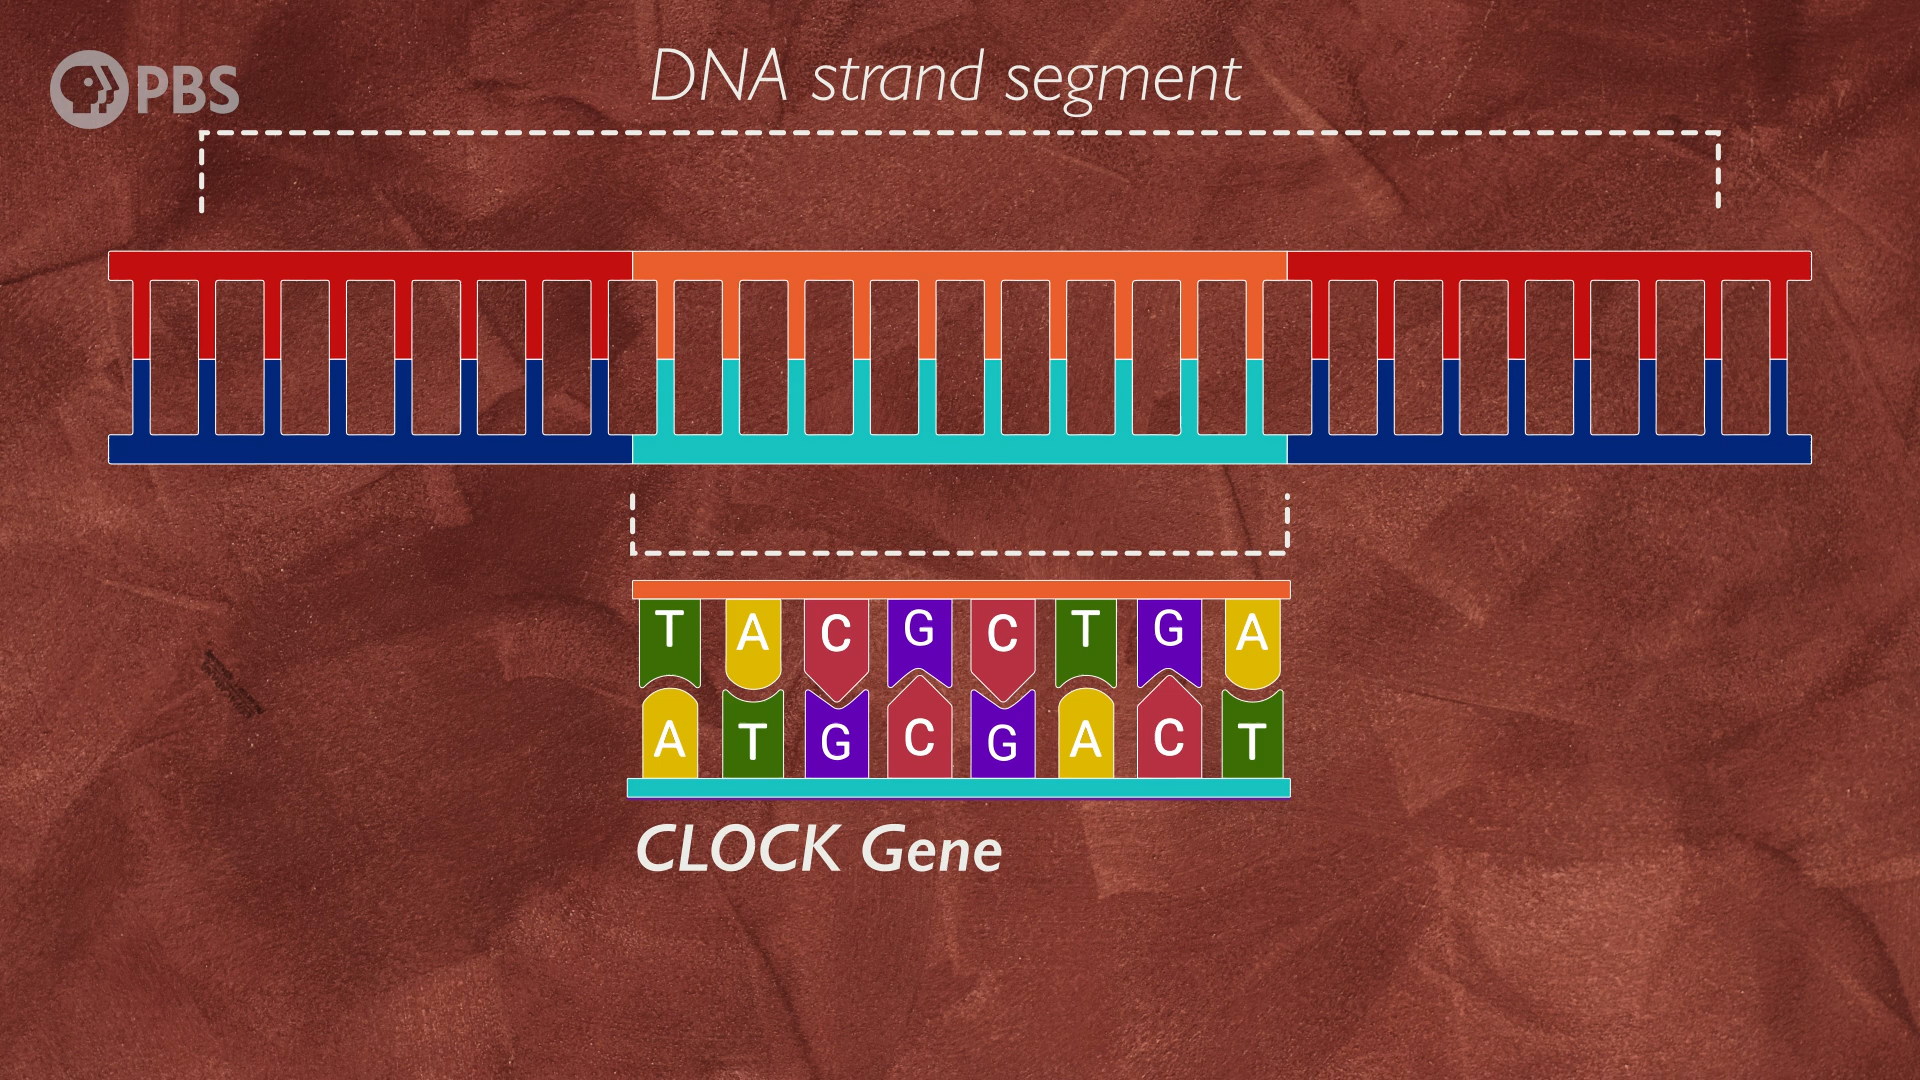 PBS
DNA strand segment
T A C G C T G A
A T G C G A C T
CLOCK Gene